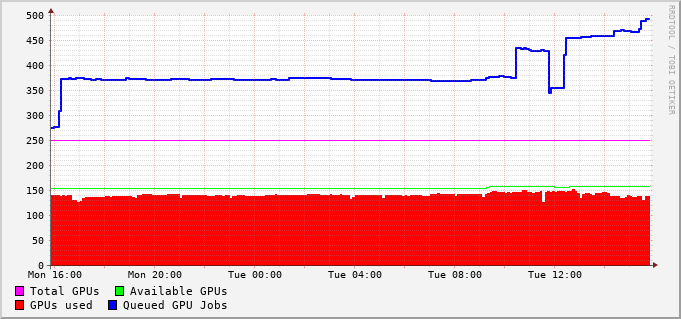 500
450
400
350
300
250
200
150
100
50
0
Mon 16:00 Mon 20:00 Tue 00:00 Tue 04:00 Tue 08:00 Tue 12:00
Total GPUs Available GPUs
GPUs used Queued GPU Jobs
RRDTOOL / TOBI OETIKER